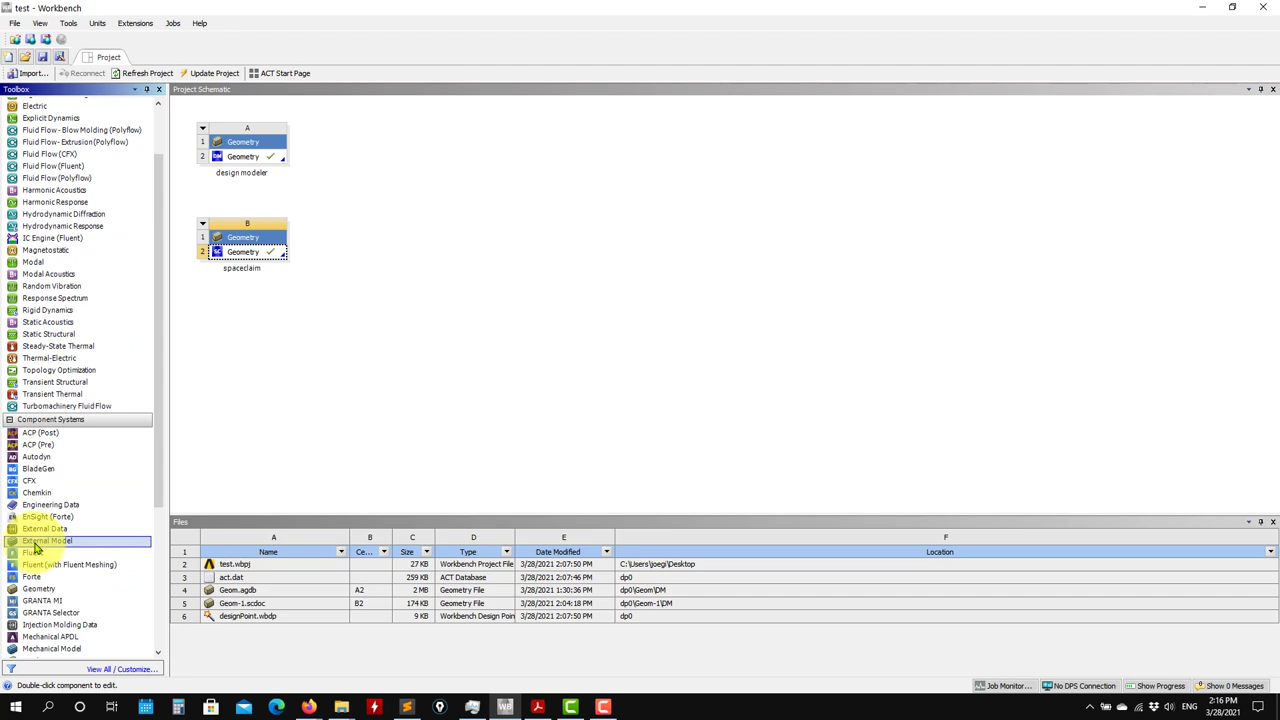 test - Workbench
File View Tools Units Extensions Jobs Help
Project
Import... Reconnect Refresh Project Update Project ACT Start Page
Toolbox
Electric
Explicit Dynamics
Fluid Flow - Blow Molding (Polyflow)
Fluid Flow- Extrusion (Polyflow)
Fluid Flow (CFX)
Fluid Flow (Fluent)
Fluid Flow (Polyflow)
Harmonic Acoustics
Harmonic Response
Hydrodynamic Diffraction
Hydrodynamic Response
IC Engine (Fluent)
Magnetostatic
Modal
Modal Acoustics
Random Vibration
Response Spectrum
Rigid Dynamics
Static Acoustics
Static Structural
Steady-State Thermal
Thermal-Electric
Topology Optimization
Transient Structural
Transient Thermal
Turbomachinery Fluid Flow
Component Systems
ACP (Post)
ACP (Pre)
Autodyn
BladeGen
CFX
Chemkin
Engineering Data
EnSight (Forte)
External Data
External Model
Fluent
Fluent (with Fluent Meshing)
Forte
Geometry
GRANTA MI
GRANTA Selector
Injection Molding Data
Mechanical APDL
Mechanical Model
View All / Customize...
Project Schematic
A
1 Geometry
2 Geometry
design modeler
B
1 Geometry
2 Geometry
spaceclaim
Files
A B C D E F
1 Name Ce... Size Type Date Modified Location
2 test.wbpj 27 KB Workbench Project File 3/28/2021 2:07:50 PM C:\Users\joegi\Desktop
3 act.dat 259 KB ACT Database 3/28/2021 2:07:46 PM dp0
4 Geom.agdb A2 2 MB Geometry File 3/28/2021 1:30:36 PM dp0\Geom\DM
5 Geom-1.scdoc B2 174 KB Geometry File 3/28/2021 2:04:18 PM dp0\Geom-1\DM
6 designPoint.wbdp 9 KB Workbench Design Poin 3/28/2021 2:07:50 PM dp0
Double-click component to edit.
Job Monitor... No DPS Connection Show Progress Show 0 Messages
WB
ENG
2:16 PM
3/28/2021